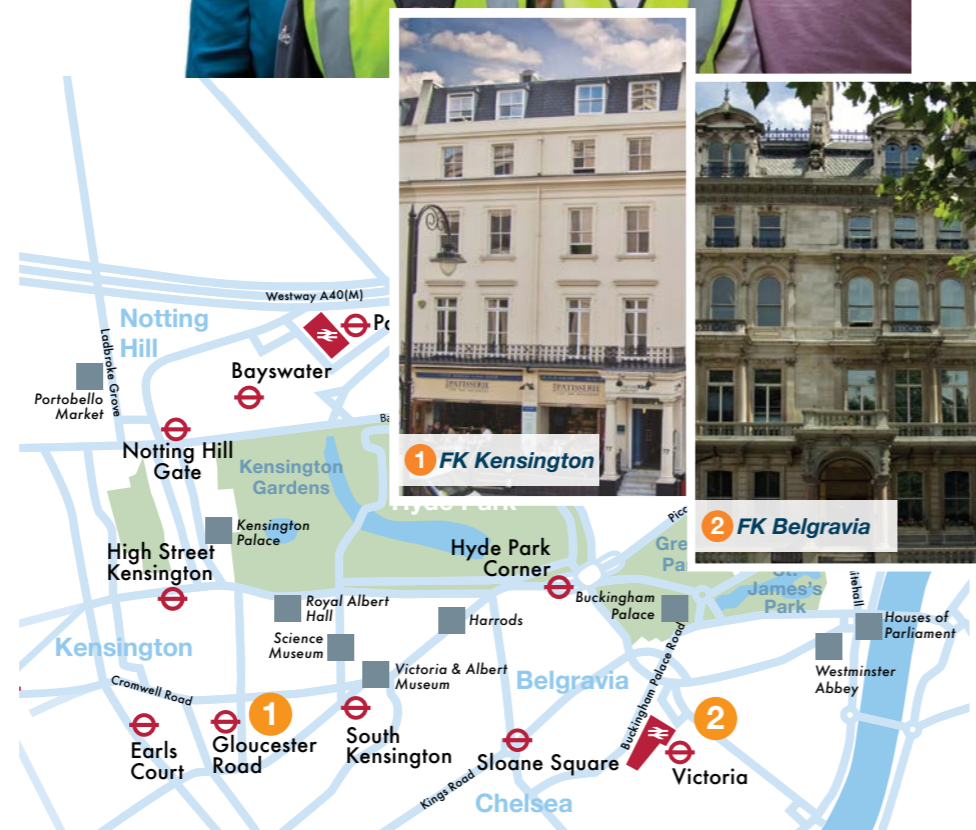 Westway A40(M)
Notting
Hill
Ladbroke Grove
Portobello
Market
Bayswater
Notting Hill
Gate
Kensington
Gardens
PATISSERIE
PATISSERIE
1 FK Kensington
2 FK Belgravia
Hyde Park
Kensington
Palace
High Street
Kensington
Hyde Park
Corner
Buckingham
Palace
St.
James's
Park
Royal Albert
Hall
Harrods
Houses of
Parliament
Science
Museum
Kensington
Victoria & Albert
Museum
Belgravia
Westminster
Abbey
Cromwell Road
Buckingham Palace Road
1
2
Earls
Court
Gloucester
Road
South
Kensington
Sloane Square
Victoria
Kings Road
Chelsea